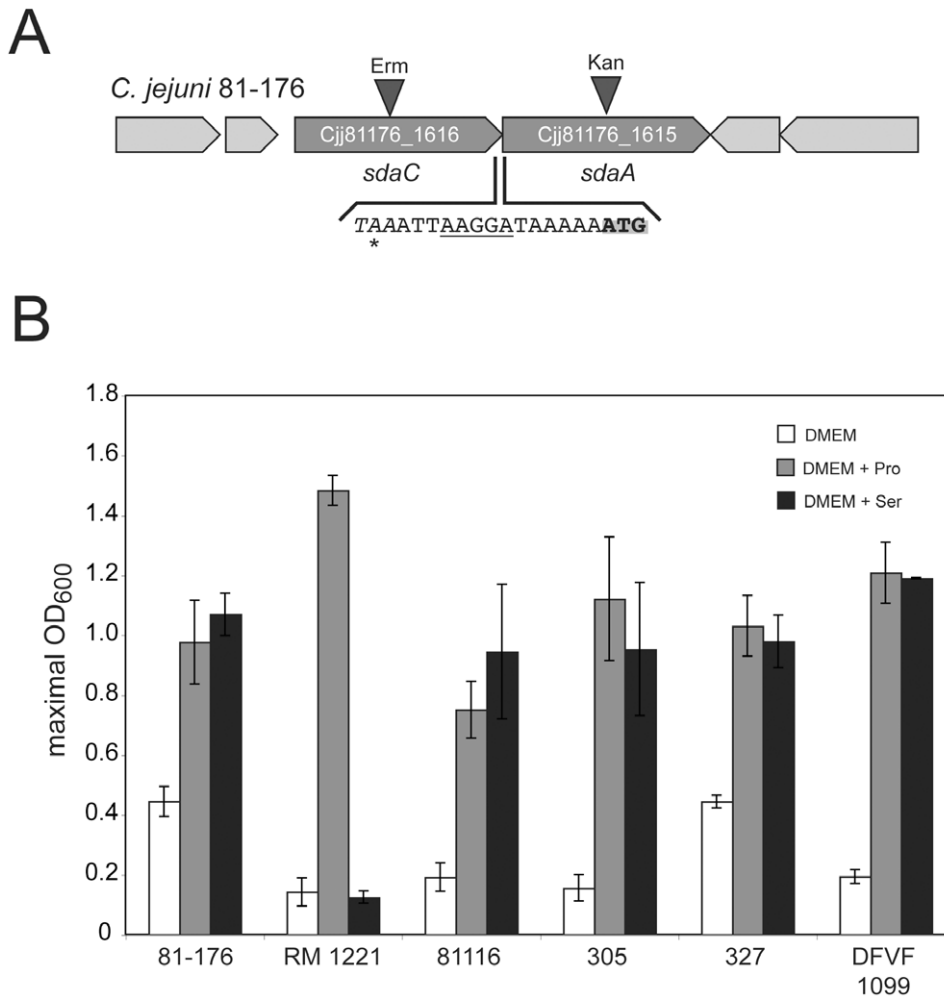 A
Erm
Kan
C. jejuni 81-176
Cjj81176_1616
Cjj81176_1615
sdaC
sdaA
TAAATTAAGGATAAAAAATG
*
B
maximal OD600
1.8
1.6
1.4
1.2
1.0
0.8
0.6
0.4
0.2
0
DMEM
DMEM + Pro
DMEM + Ser
81-176
RM 1221
81116
305
327
DFVF
1099